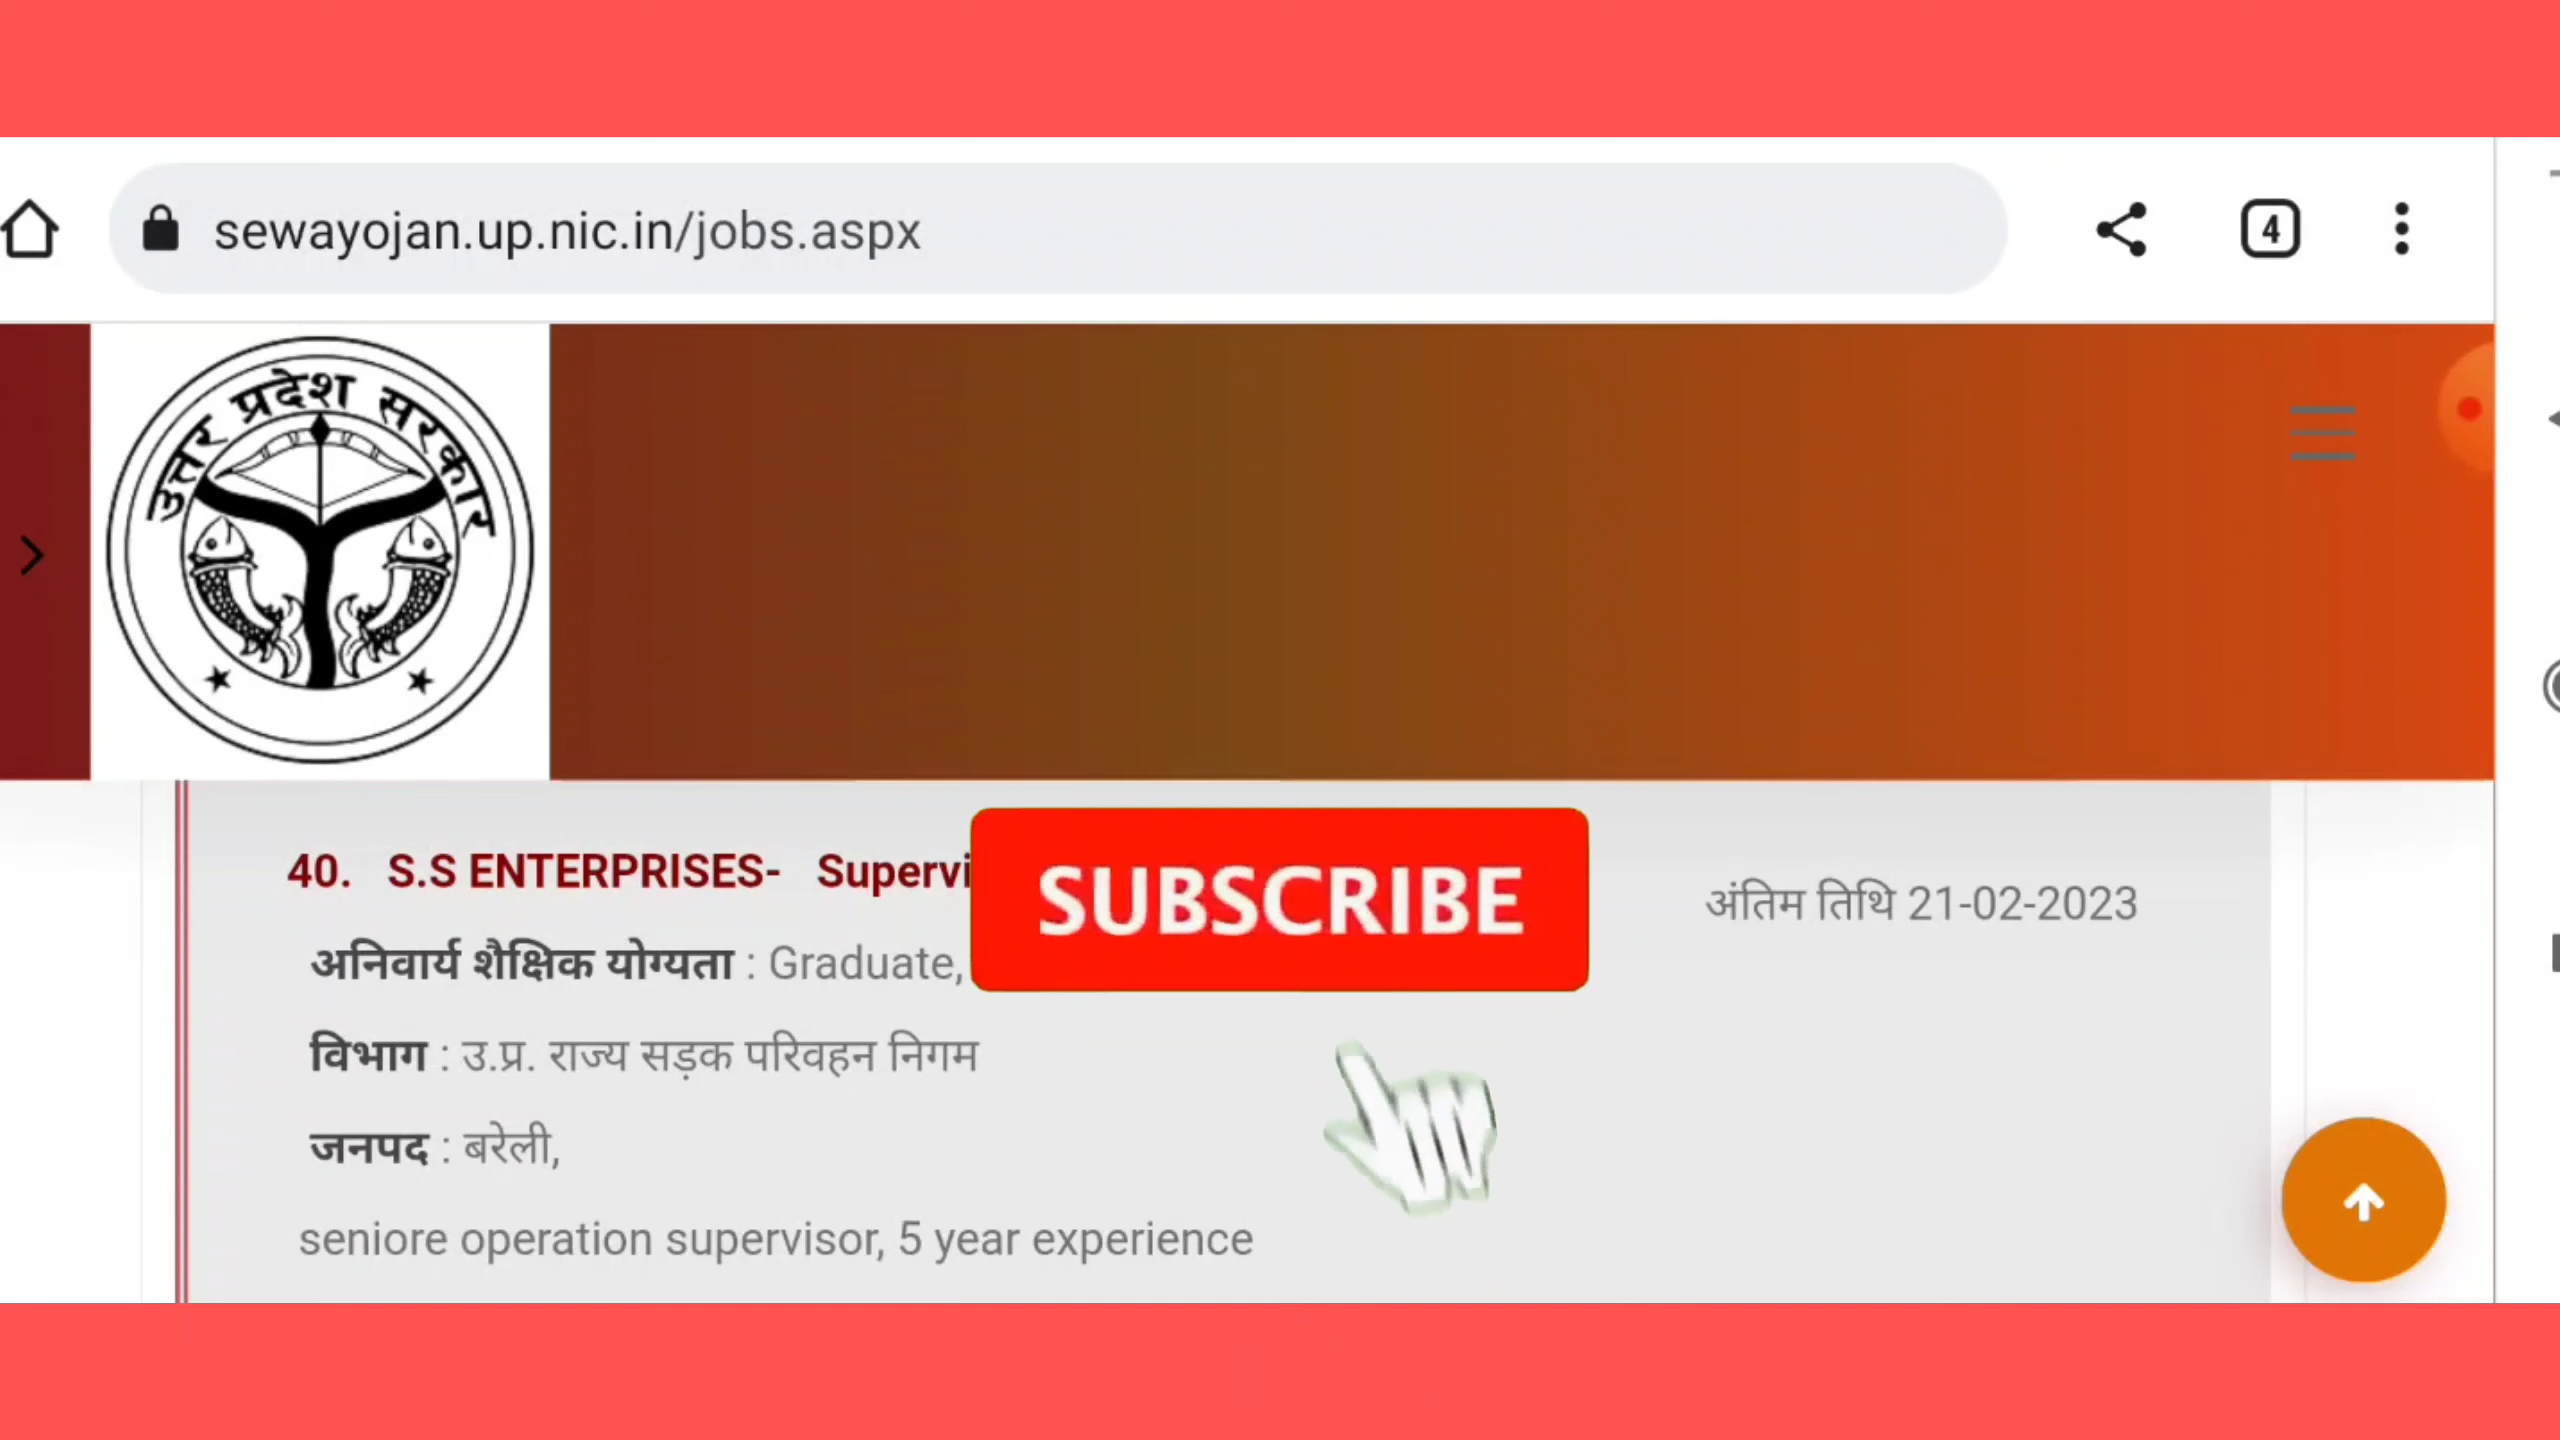 sewayojan.up.nic.in/jobs.aspx
4
उत्तर प्रदेश सरकार
40. S.S ENTERPRISES-
SUBSCRIBE
अंतिम तिथि 21-02-2023
अनिवार्य शैक्षिक योग्यता : Graduate,
विभाग : उ.प्र. राज्य सड़क परिवहन निगम
जनपद : बरेली,
seniore operation supervisor, 5 year experience